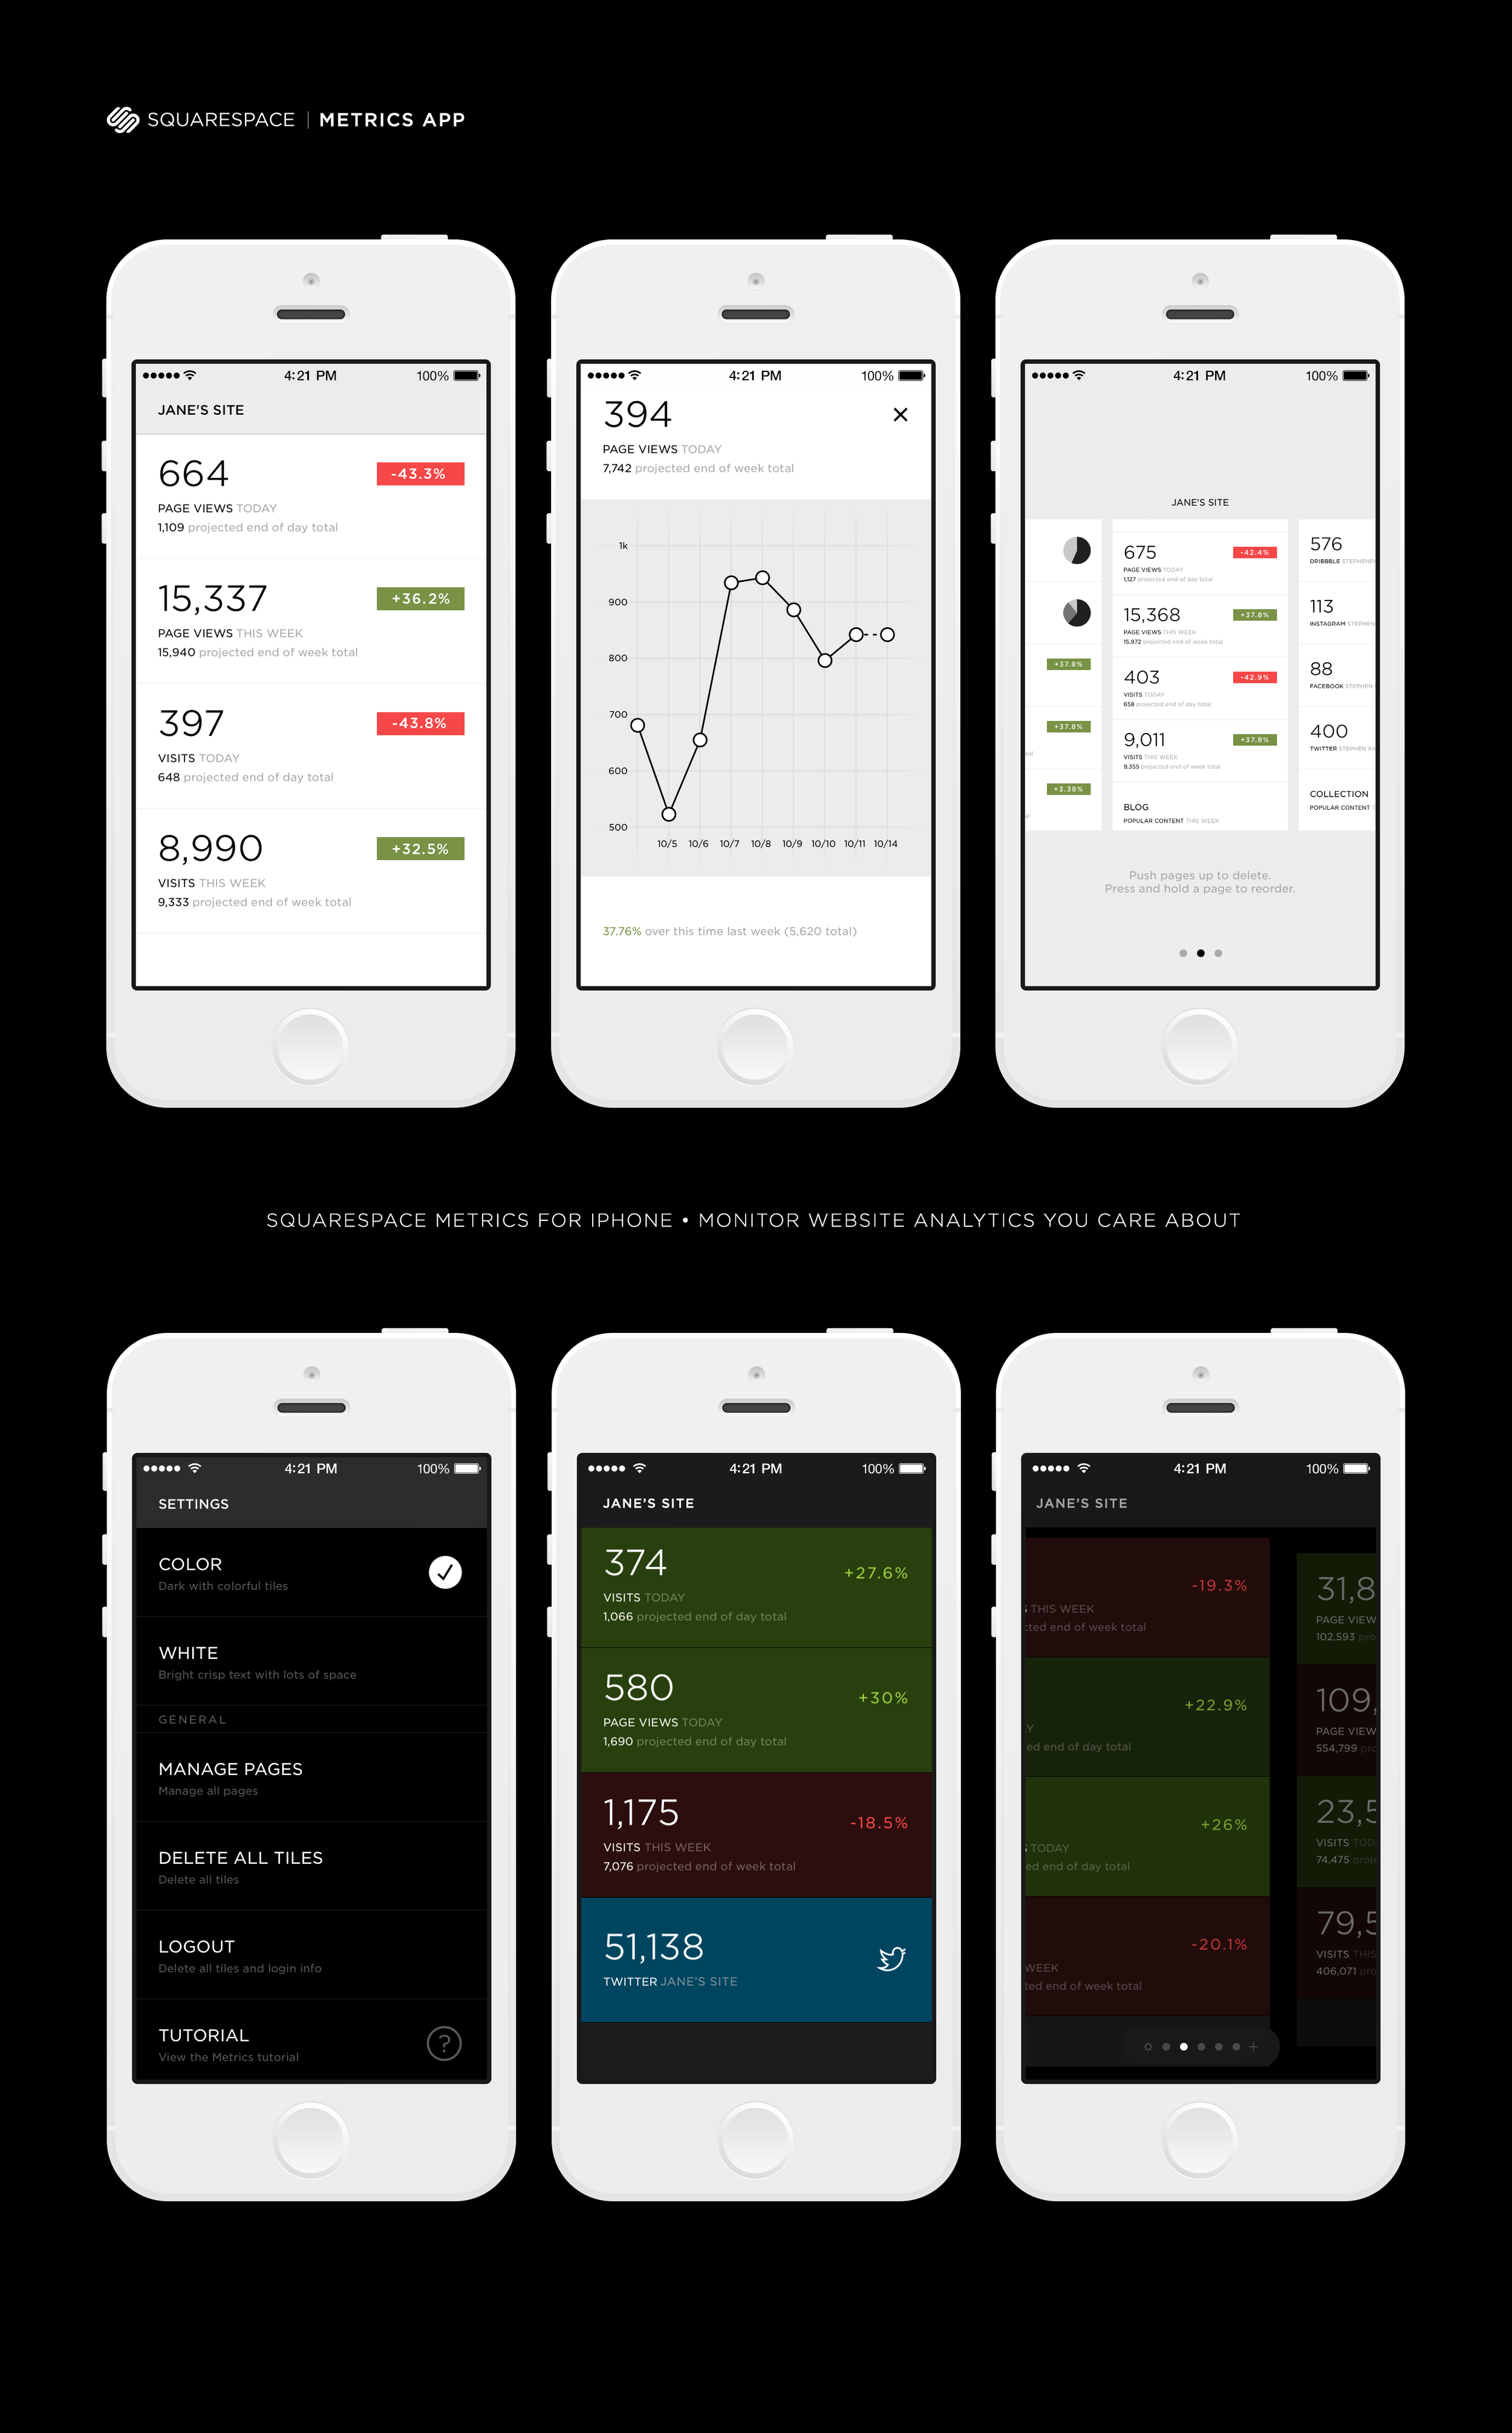 SQUARESPACE | METRICS APP
4:21 PM 100%
JANE'S SITE
664 -43.3%
PAGE VIEWS TODAY
1,109 projected end of day total
15,337 +36.2%
PAGE VIEWS THIS WEEK
15,940 projected end of week total
397 -43.8%
VISITS TODAY
648 projected end of day total
8,990 +32.5%
VISITS THIS WEEK
9,333 projected end of week total
4:21 PM 100%
394 ×
PAGE VIEWS TODAY
7,742 projected end of week total
1k
900
800
700
600
500
10/5 10/6 10/7 10/8 10/9 10/10 10/11 10/14
37.76% over this time last week (5,620 total)
4:21 PM 100%
JANE'S SITE
+37.8%
+37.8%
+3.38%
675 -42.4%
PAGE VIEWS TODAY
1,127 projected end of day total
15,368 +37.8%
PAGE VIEWS THIS WEEK
15,972 projected end of week total
403 -42.9%
VISITS TODAY
658 projected end of day total
9,011 +37.8%
VISITS THIS WEEK
9,355 projected end of week total
BLOG
POPULAR CONTENT THIS WEEK
576
DRIBBBLE
113
INSTAGRAM STEPHEN
88
FACEBOOK STEPHEN
400
TWITTER STEPHEN
COLLECTION
POPULAR CONTENT
Push pages up to delete.
Press and hold a page to reorder.
SQUARESPACE METRICS FOR IPHONE • MONITOR WEBSITE ANALYTICS YOU CARE ABOUT
4:21 PM 100%
SETTINGS
COLOR
Dark with colorful tiles
WHITE
Bright crisp text with lots of space
GENERAL
MANAGE PAGES
Manage all pages
DELETE ALL TILES
Delete all tiles
LOGOUT
Delete all tiles and login info
TUTORIAL ?
View the Metrics tutorial
4:21 PM 100%
JANE'S SITE
374 +27.6%
VISITS TODAY
1,066 projected end of day total
580 +30%
PAGE VIEWS TODAY
1,690 projected end of day total
1,175 -18.5%
VISITS THIS WEEK
7,076 projected end of week total
51,138
TWITTER JANE'S SITE
4:21 PM 100%
JANE'S SITE
-19.3%
THIS WEEK
cted end of week total
+22.9%
ed end of day total
+26%
TODAY
ed end of day total
-20.1%
WEEK
ted end of week total
31,8
PAGE VIEW
102,593 pro
109,
PAGE VIEW
554,799 pro
23,5
VISITS TOD
74,475 proj
79,5
VISITS THIS
406,071 pro